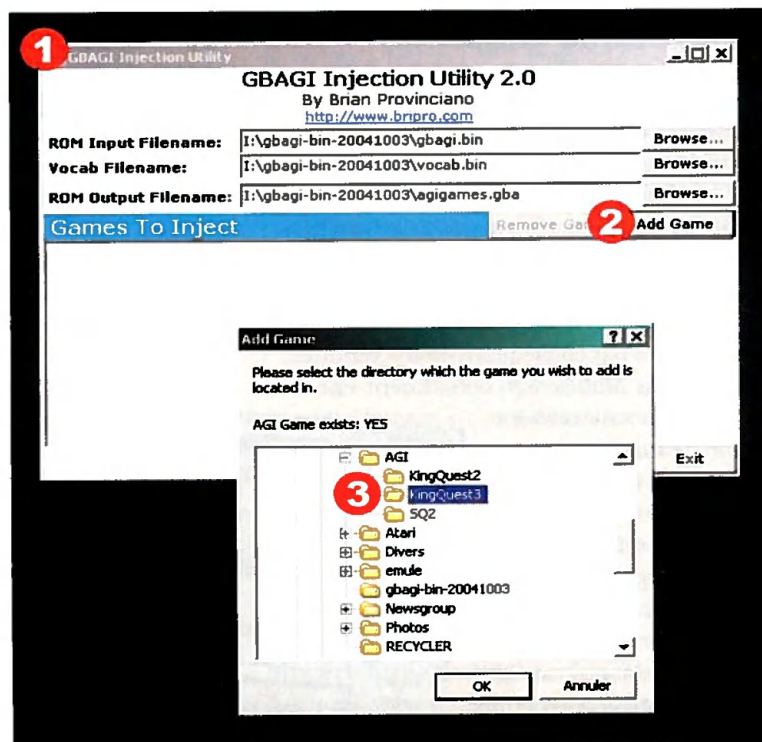 1
GBAGI Injection Utility
GBAGI Injection Utility 2.0
By Brian Provinciano
http://www.bripro.com
ROM Input Filename: I:\gbagi-bin-20041003\gbagi.bin Browse...
Vocab Filename: I:\gbagi-bin-20041003\vocab.bin Browse...
ROM Output Filename: I:\gbagi-bin-20041003\agigames.gba Browse...
Games To Inject Remove Ga 2 Add Game
Add Game
Please select the directory which the game you wish to add is
located in.
AGI Game exists: YES
AGI
KingQuest2
3 KingQuest3
SQ2
Atari
Divers
emule
gbagi-bin-20041003
Newsgroup
Photos
RECYCLER
OK Annuler
Exit